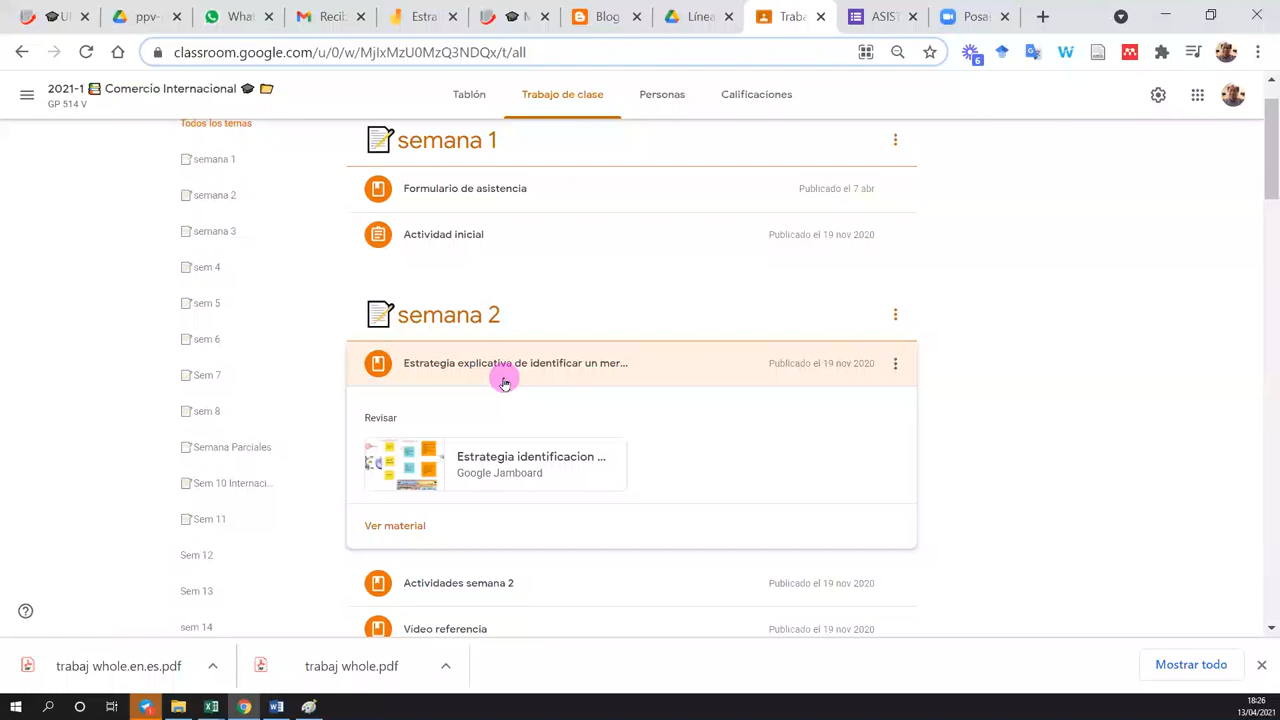 ppv-
What
Recil
Estrat
M
Blog
Línea
Traba
ASIST
Posa
classroom.google.com/u/0/w/MjIxMzU0MzQ3NDQx/t/all
6
2021-1 Comercio Internacional
GP 514 V
Tablón
Trabajo de clase
Personas
Calificaciones
Todos los temas
semana 1
semana 2
semana 3
sem 4
sem 5
sem 6
Sem 7
sem 8
Semana Parciales
Sem 10 Internaci...
Sem 11
Sem 12
Sem 13
sem 14
semana 1
Formulario de asistencia
Publicado el 7 abr
Actividad inicial
Publicado el 19 nov 2020
semana 2
Estrategia explicativa de identificar un mer...
Publicado el 19 nov 2020
Revisar
Estrategia identificacion ...
Google Jamboard
Ver material
Actividades semana 2
Publicado el 19 nov 2020
Video referencia
Publicado el 19 nov 2020
trabaj whole.en.es.pdf
trabaj whole.pdf
Mostrar todo
18:26
13/04/2021